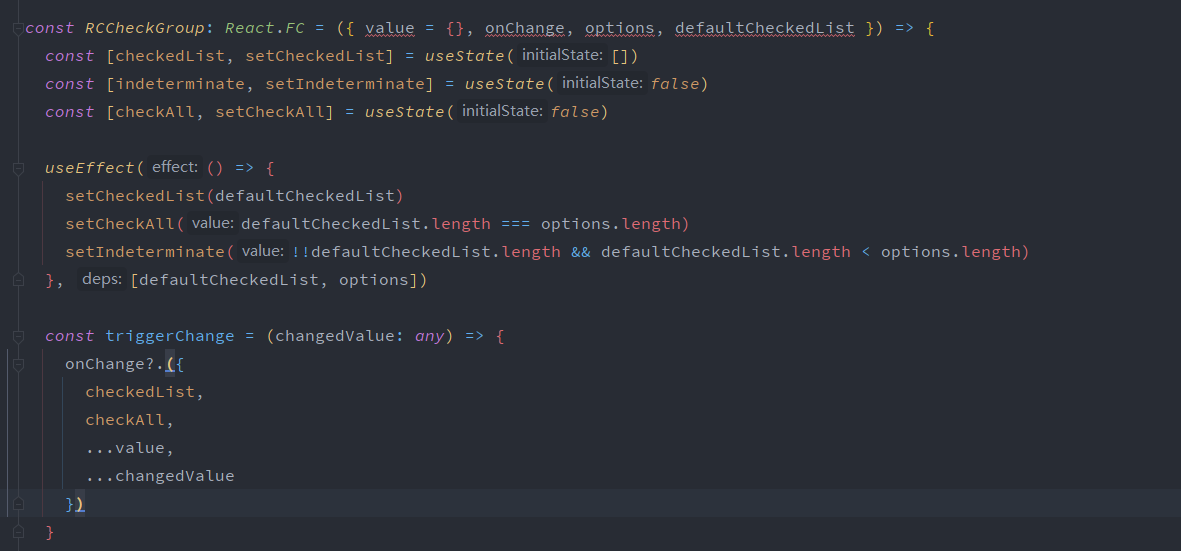 const RCCheckGroup: React.FC = ({ value = {}, onChange, options, defaultCheckedList }) => {
const [checkedList, setCheckedList] = useState( initialState: [])
const [indeterminate, setIndeterminate] = useState( initialState: false)
const [checkAll, setCheckAll] = useState( initialState: false)
useEffect( effect: () => {
setCheckedList(defaultCheckedList)
setCheckAll( value: defaultCheckedList.length === options.length)
setIndeterminate( value: !!defaultCheckedList.length && defaultCheckedList.length < options.length)
}, deps: [defaultCheckedList, options])
const triggerChange = (changedValue: any) => {
onChange?.({
checkedList,
checkAll,
...value,
...changedValue
})
}